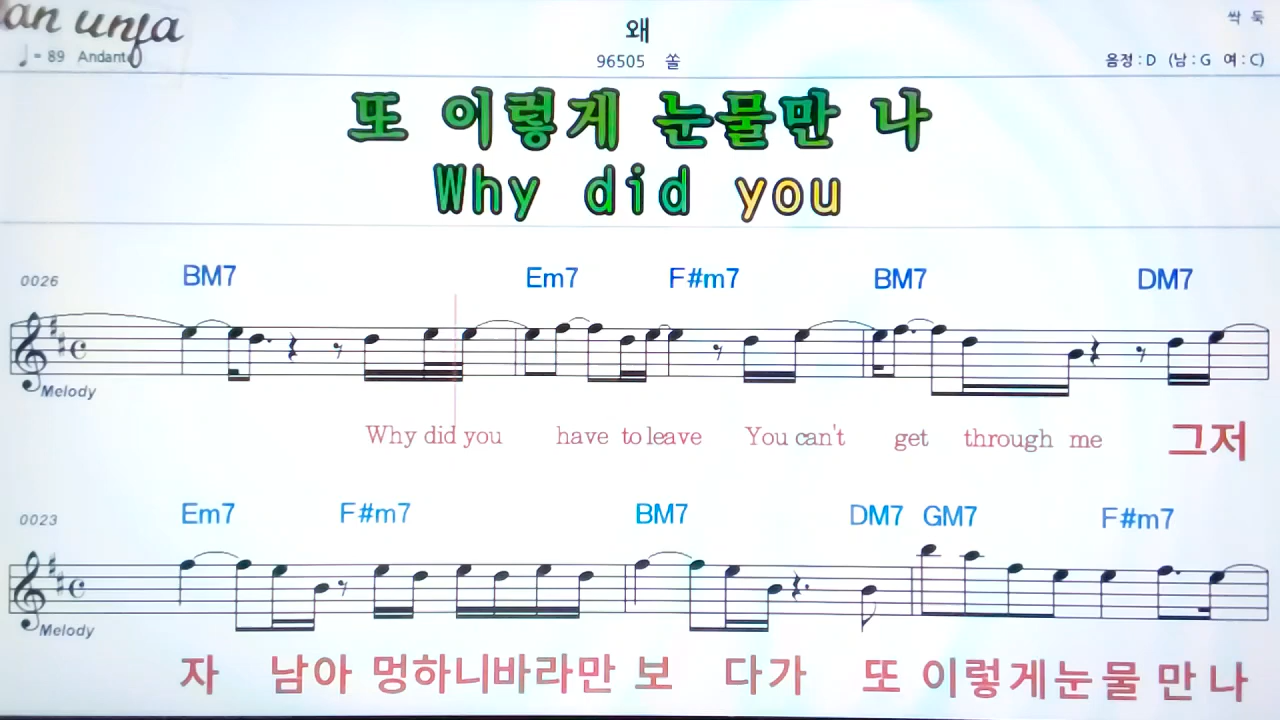 an unfa
왜
싹 둑
♩= 89 Andante
96505 쏠
음정 : D (남 : G 여 : C)
또 이렇게 눈물만 나
Why did you
0026
BM7 Em7 F#m7 BM7 DM7
Melody
Why did you have to leave You can't get through me 그저
0023
Em7 F#m7 BM7 DM7 GM7 F#m7
Melody
자 남아 멍하니바라만 보 다가 또 이렇게눈물 만 나